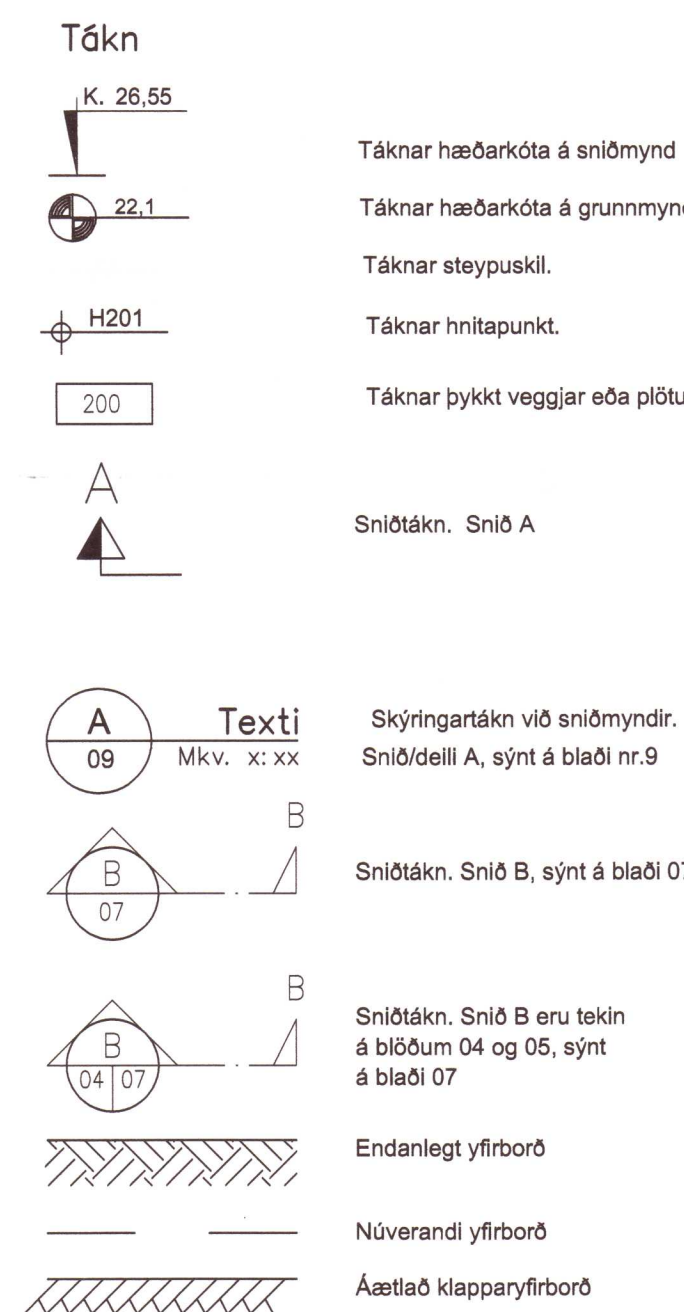 Tákn
K. 26,55
Táknar hæðarkóta á sniðmynd
22,1
Táknar hæðarkóta á grunnmynd
Táknar steypuskil.
H201
Táknar hnitapunkt.
200
Táknar þykkt veggjar eða plötu
A
Sniðtákn. Snið A
A Texti
09 Mkv. x: xx
Skýringartákn við sniðmyndir.
Snið/deili A, sýnt á blaði nr.9
B
B
07
Sniðtákn. Snið B, sýnt á blaði 07
B
B
04 07
Sniðtákn. Snið B eru tekin
á blöðum 04 og 05, sýnt
á blaði 07
Endanlegt yfirborð
Núverandi yfirborð
Áætlað klapparyfirborð